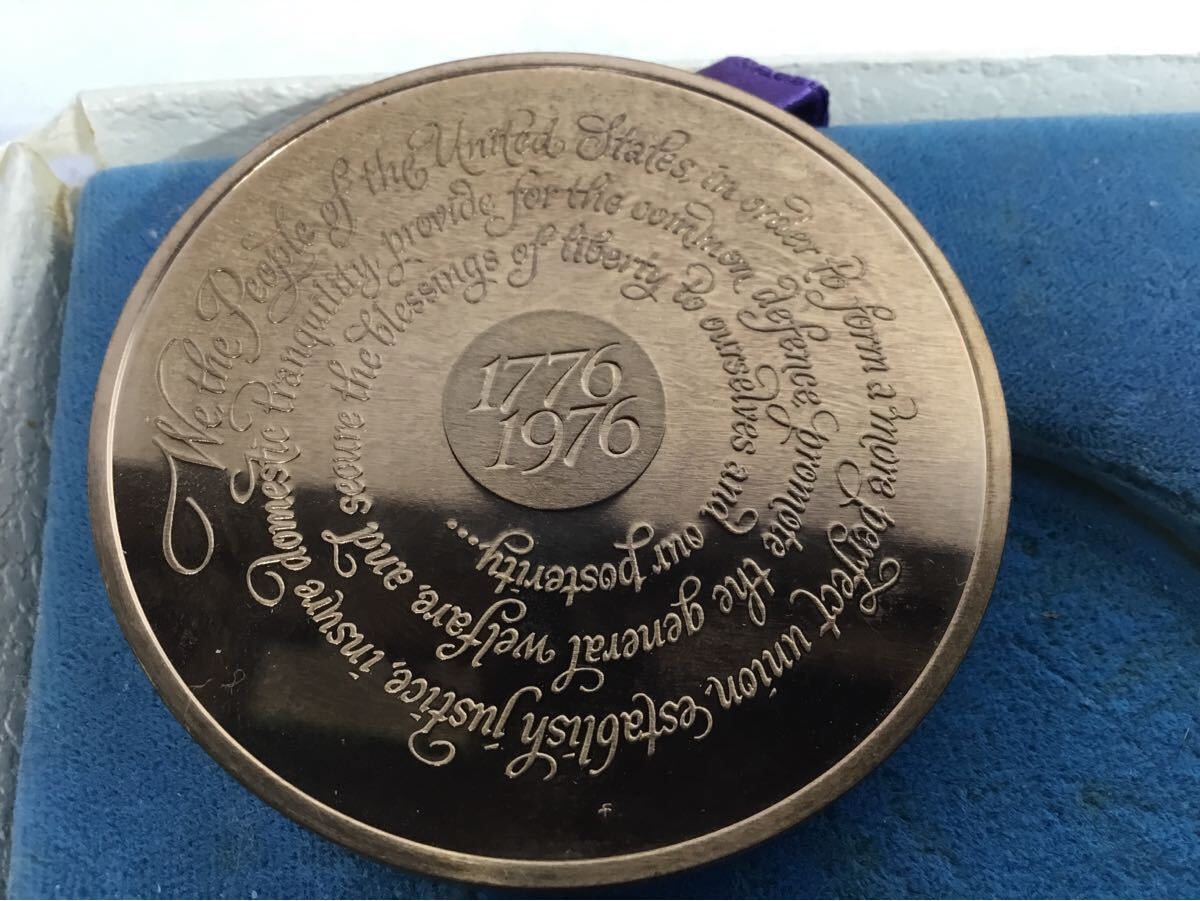 We the People of the United States, in order to form a more perfect union, establish justice, insure domestic tranquility, provide for the common defence, promote the general welfare, and secure the blessings of liberty to ourselves and our posterity...
1776
1976